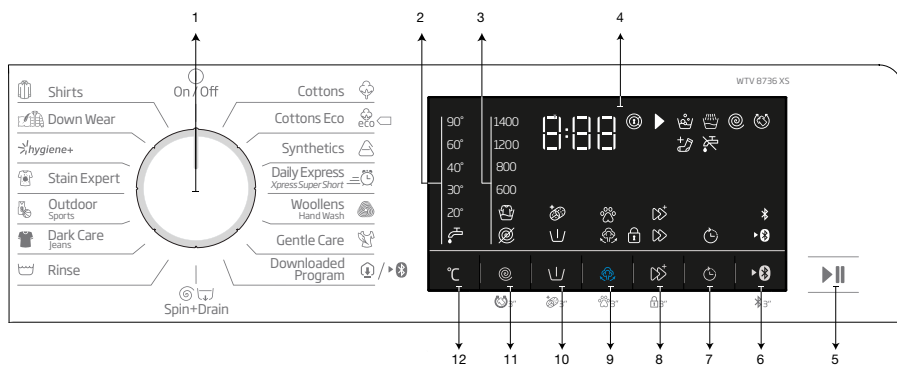 1
2
3
4
WTV 8736 XS
On / Off
Shirts
Down Wear
hygiene+
Stain Expert
Outdoor
Sports
Dark Care
Jeans
Rinse
Spin+Drain
Cottons
Cottons Eco
eco
Synthetics
Daily Express
Xpress Super Short
Woollens
Hand Wash
Gentle Care
Downloaded
Program
/
90°
60°
40°
30°
20°
1400
1200
800
600
8:88
°C
3"
3"
3"
3"
3"
12
11
10
9
8
7
6
5